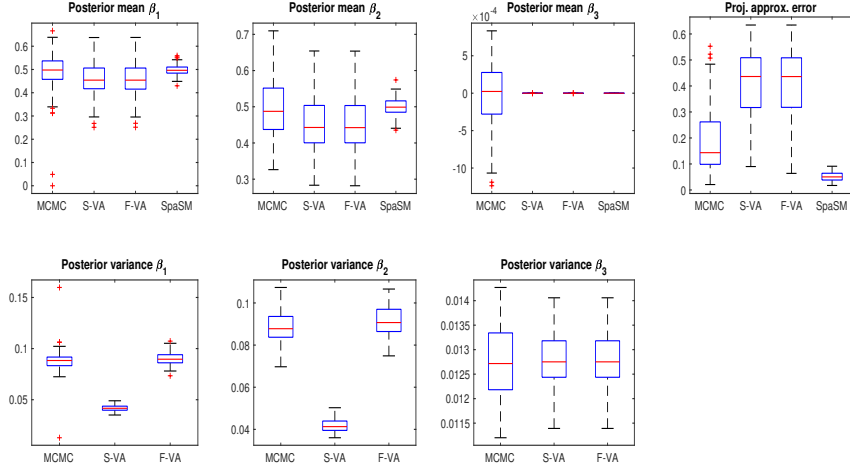 Posterior mean β1
0.6
0.5
0.4
0.3
0.2
0.1
0
MCMC S-VA F-VA SpaSM
Posterior mean β2
0.7
0.6
0.5
0.4
0.3
MCMC S-VA F-VA SpaSM
Posterior mean β3
×10-4
5
0
-5
-10
MCMC S-VA F-VA SpaSM
Proj. approx. error
0.6
0.5
0.4
0.3
0.2
0.1
0
MCMC S-VA F-VA SpaSM
Posterior variance β1
0.15
0.1
0.05
MCMC S-VA F-VA
Posterior variance β2
0.1
0.08
0.06
0.04
MCMC S-VA F-VA
Posterior variance β3
0.014
0.0135
0.013
0.0125
0.012
0.0115
MCMC S-VA F-VA